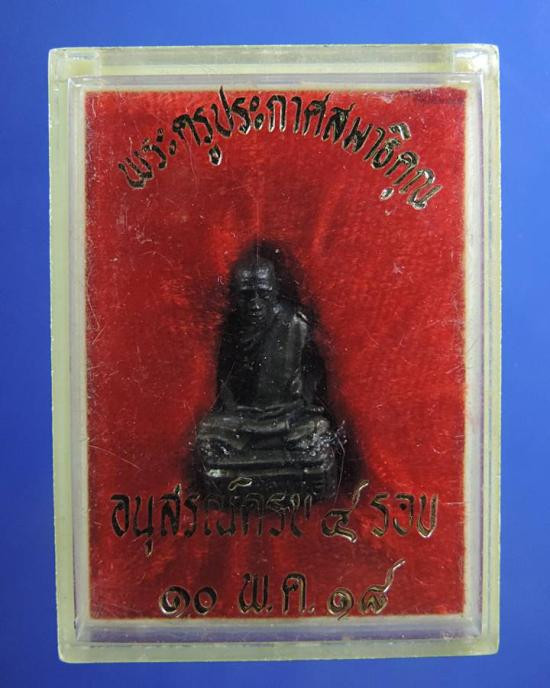 พระครูประกาศสมาธิคุณ
อนุสรณ์ครบ ๔ รอบ
๑๐ พ.ค. ๑๘